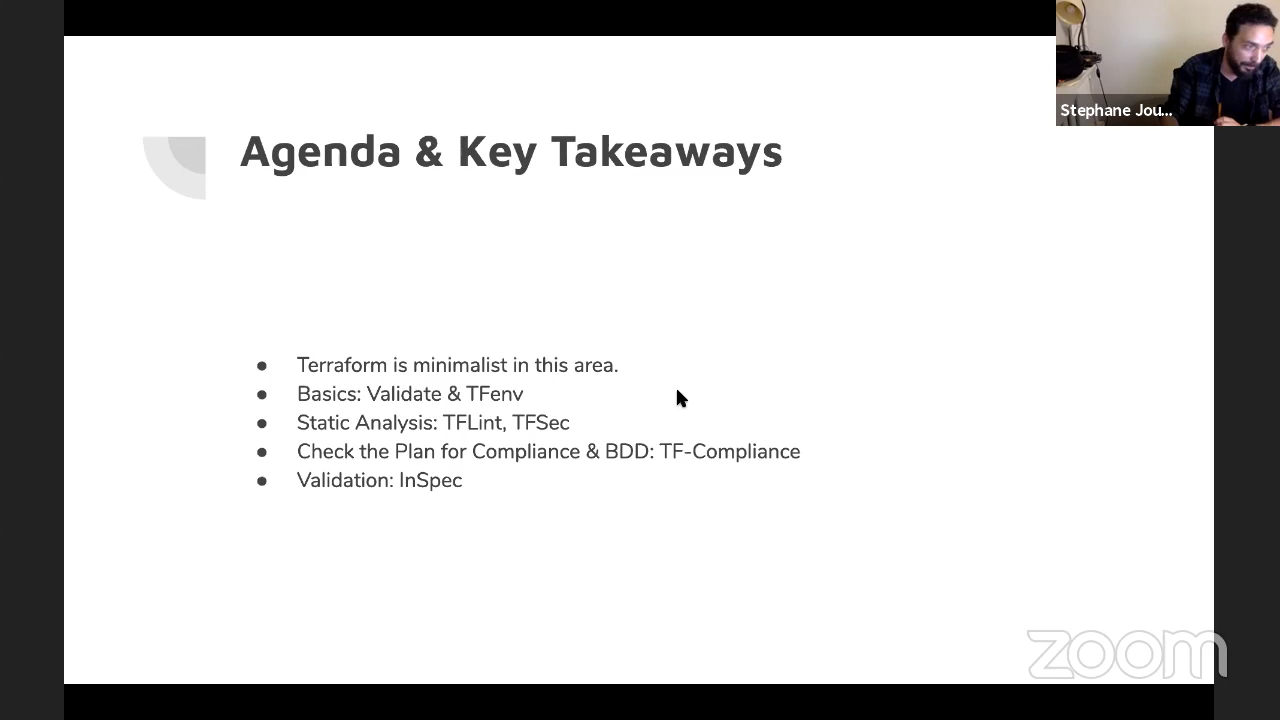 Stephane Jou...
Agenda & Key Takeaways
● Terraform is minimalist in this area.
● Basics: Validate & TFenv
● Static Analysis: TFLint, TFSec
● Check the Plan for Compliance & BDD: TF-Compliance
● Validation: InSpec
zoom